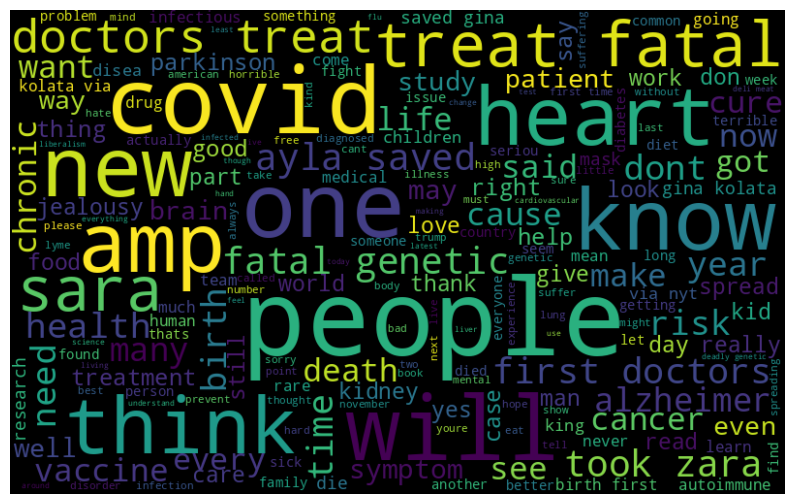 problem mind infectious something saved gina common going
flu
doctors treat treat fatal
least say suffering
want disea parkinson come study patient work don week
american horrible fight
kolata via covid heart cure
way drug life issue first time without deli meat
kind change
thing actually free children test diabetes
hate infected diagnosed cant last terrible
liberalism though take high seriou mask diet
chronic new good ayla saved said dont got now
part medical illness little
hand must sure
jealousy brain one may right look gina kolata
please always cardiovascular
everything making cause know
lyme amp someone love trump latest country help
fatal genetic seem mean long
food team called today thank everyone genetic give make year
sara world number body suffer via nyt spread
much feel experience getting
health human people bad liver lung might let risk kid
thats live use day really
science found birth sorry next two died deadly genetic
many still death book mental first doctors
need treatment rare point
living kidney november man alzheimer
research best person prevent thought yes case hope show king cancer even
understand youre
think time hard will eat tell never read learn
well every symptom see took zara find
vaccine care sick
family die another better birth first autoimmune
around disorder infection spreading